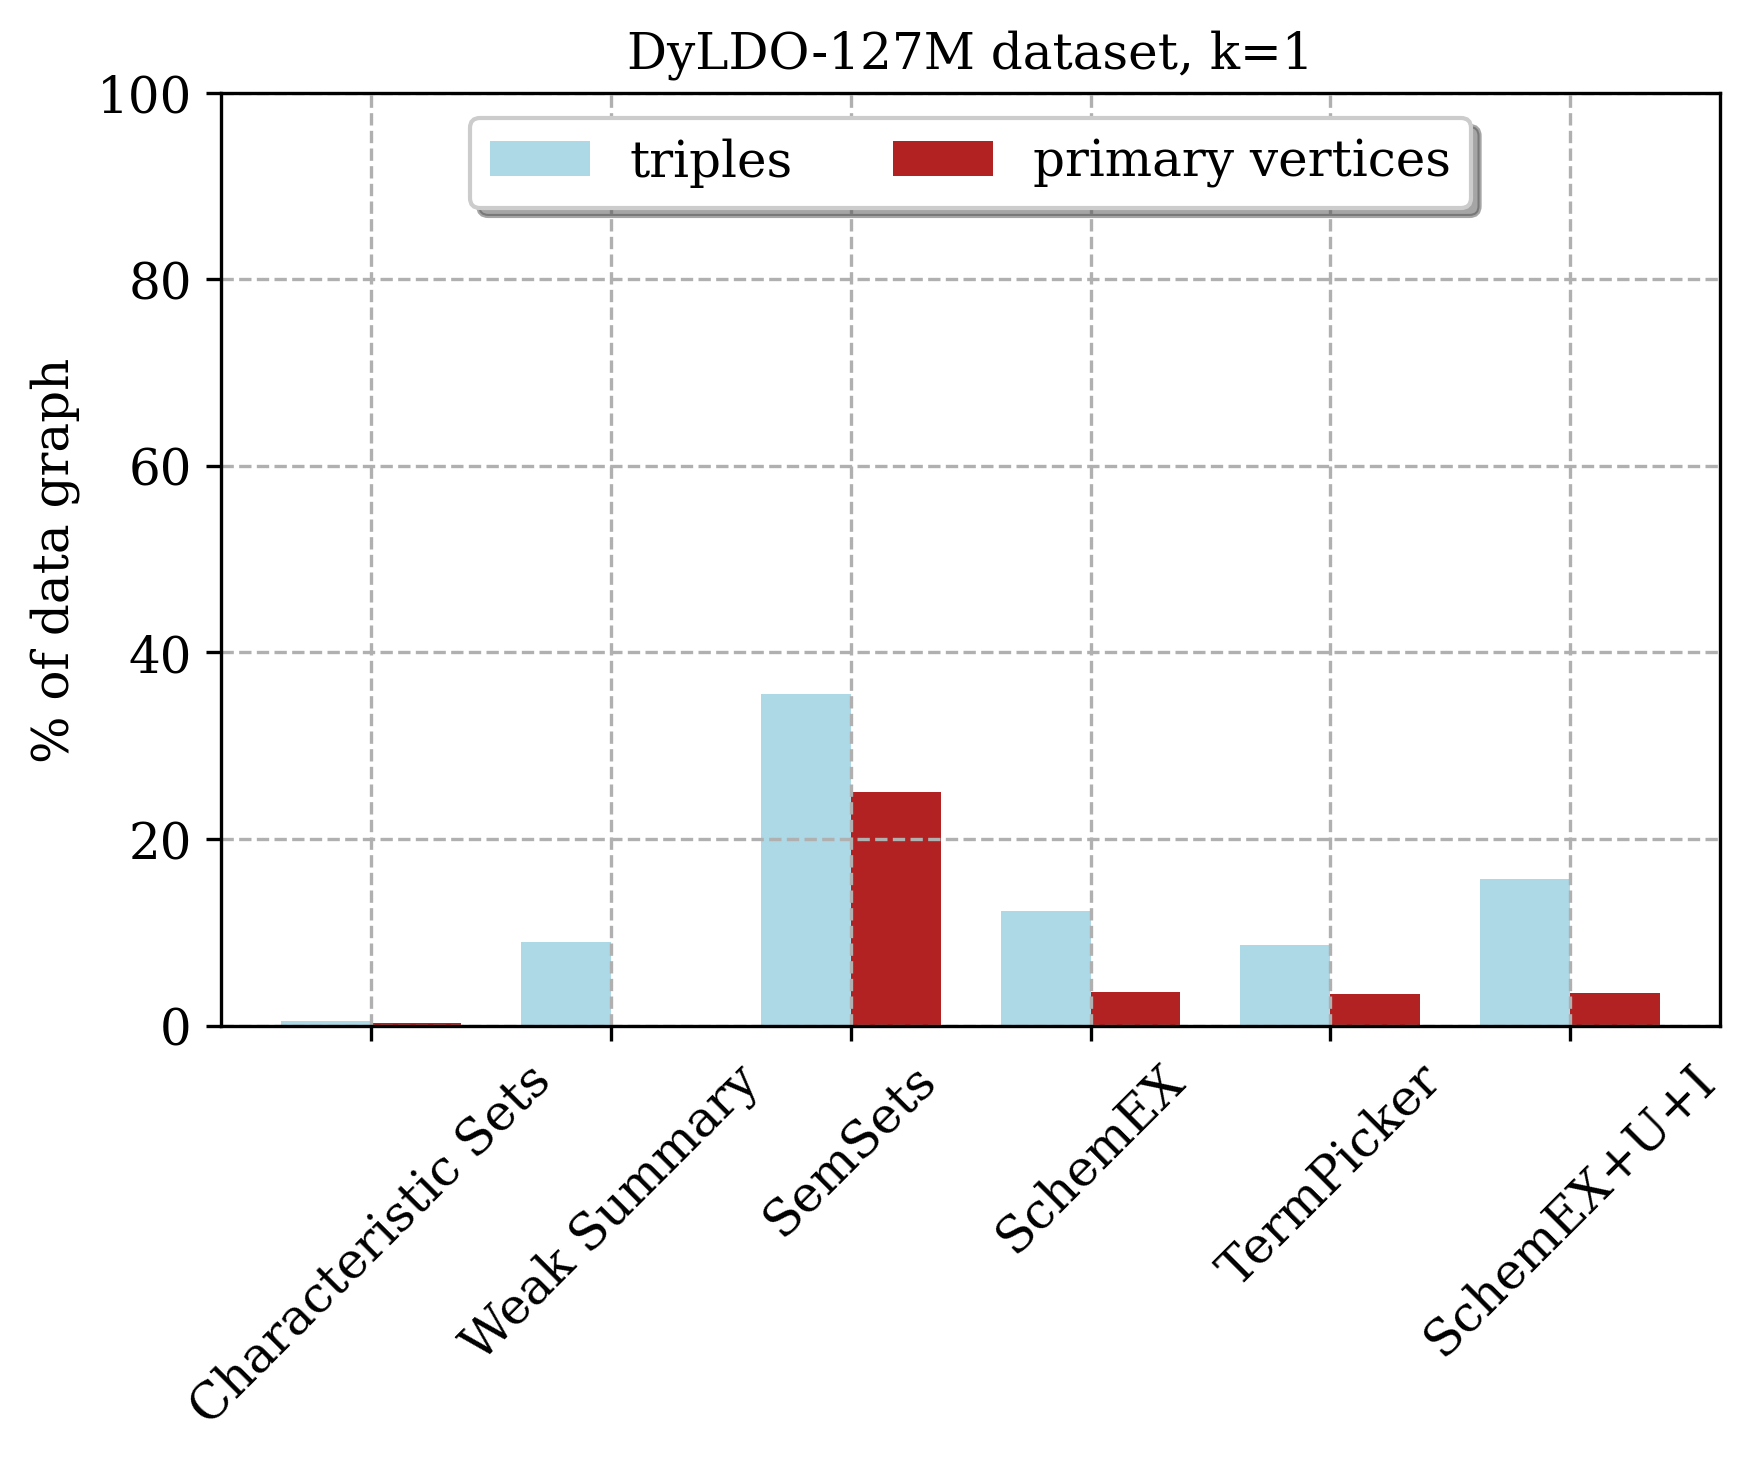 DyLDO-127M dataset, k=1
triples
primary vertices
% of data graph
100
80
60
40
20
0
Characteristic Sets
Weak Summary
SemSets
SchemEX
TermPicker
SchemEX+U+I